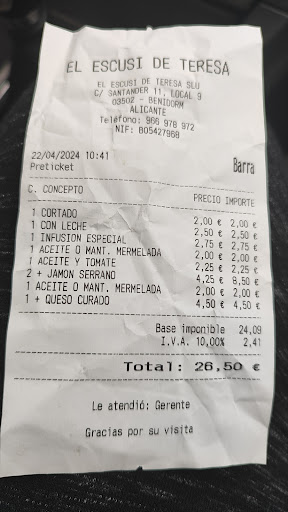 EL ESCUSI DE TERESA
EL ESCUSI DE TERESA SLU
C/ SANTANDER 11, LOCAL 9
03502 - BENIDORM
ALICANTE
Teléfono: 966 978 972
NIF: B05427968
22/04/2024 10:41 Barra
Preticket
C. CONCEPTO PRECIO IMPORTE
1 CORTADO 2,00 € 2,00 €
1 CON LECHE 2,50 € 2,50 €
1 INFUSION ESPECIAL 2,75 € 2,75 €
1 ACEITE O MANT. MERMELADA 2,00 € 2,00 €
1 ACEITE Y TOMATE 2,25 € 2,25 €
2 + JAMON SERRANO 4,25 € 8,50 €
1 ACEITE O MANT. MERMELADA 2,00 € 2,00 €
1 + QUESO CURADO 4,50 € 4,50 €
Base imponible 24,09
I.V.A. 10,00% 2,41
Total: 26,50 €
Le atendió: Gerente
Gracias por su visita